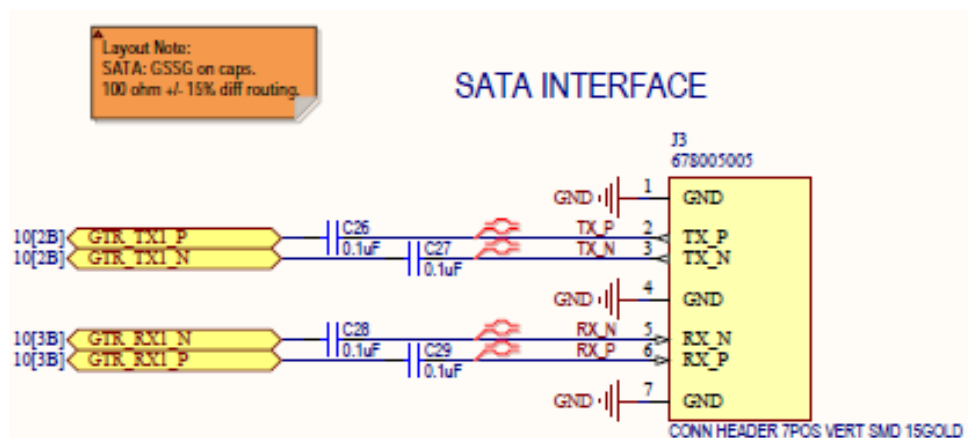 Layout Note:
SATA: GSSG on caps.
100 ohm +/- 15% diff routing.
SATA INTERFACE
J3
678005005
GND 1 GND
10[2B] GTR_TX1_P C26 0.1uF TX_P 2 TX_P
10[2B] GTR_TX1_N C27 0.1uF TX_N 3 TX_N
GND 4 GND
10[3B] GTR_RX1_N C28 0.1uF RX_N 5 RX_N
10[3B] GTR_RX1_P C29 0.1uF RX_P 6 RX_P
GND 7 GND
CONN HEADER 7POS VERT SMD 15GOLD